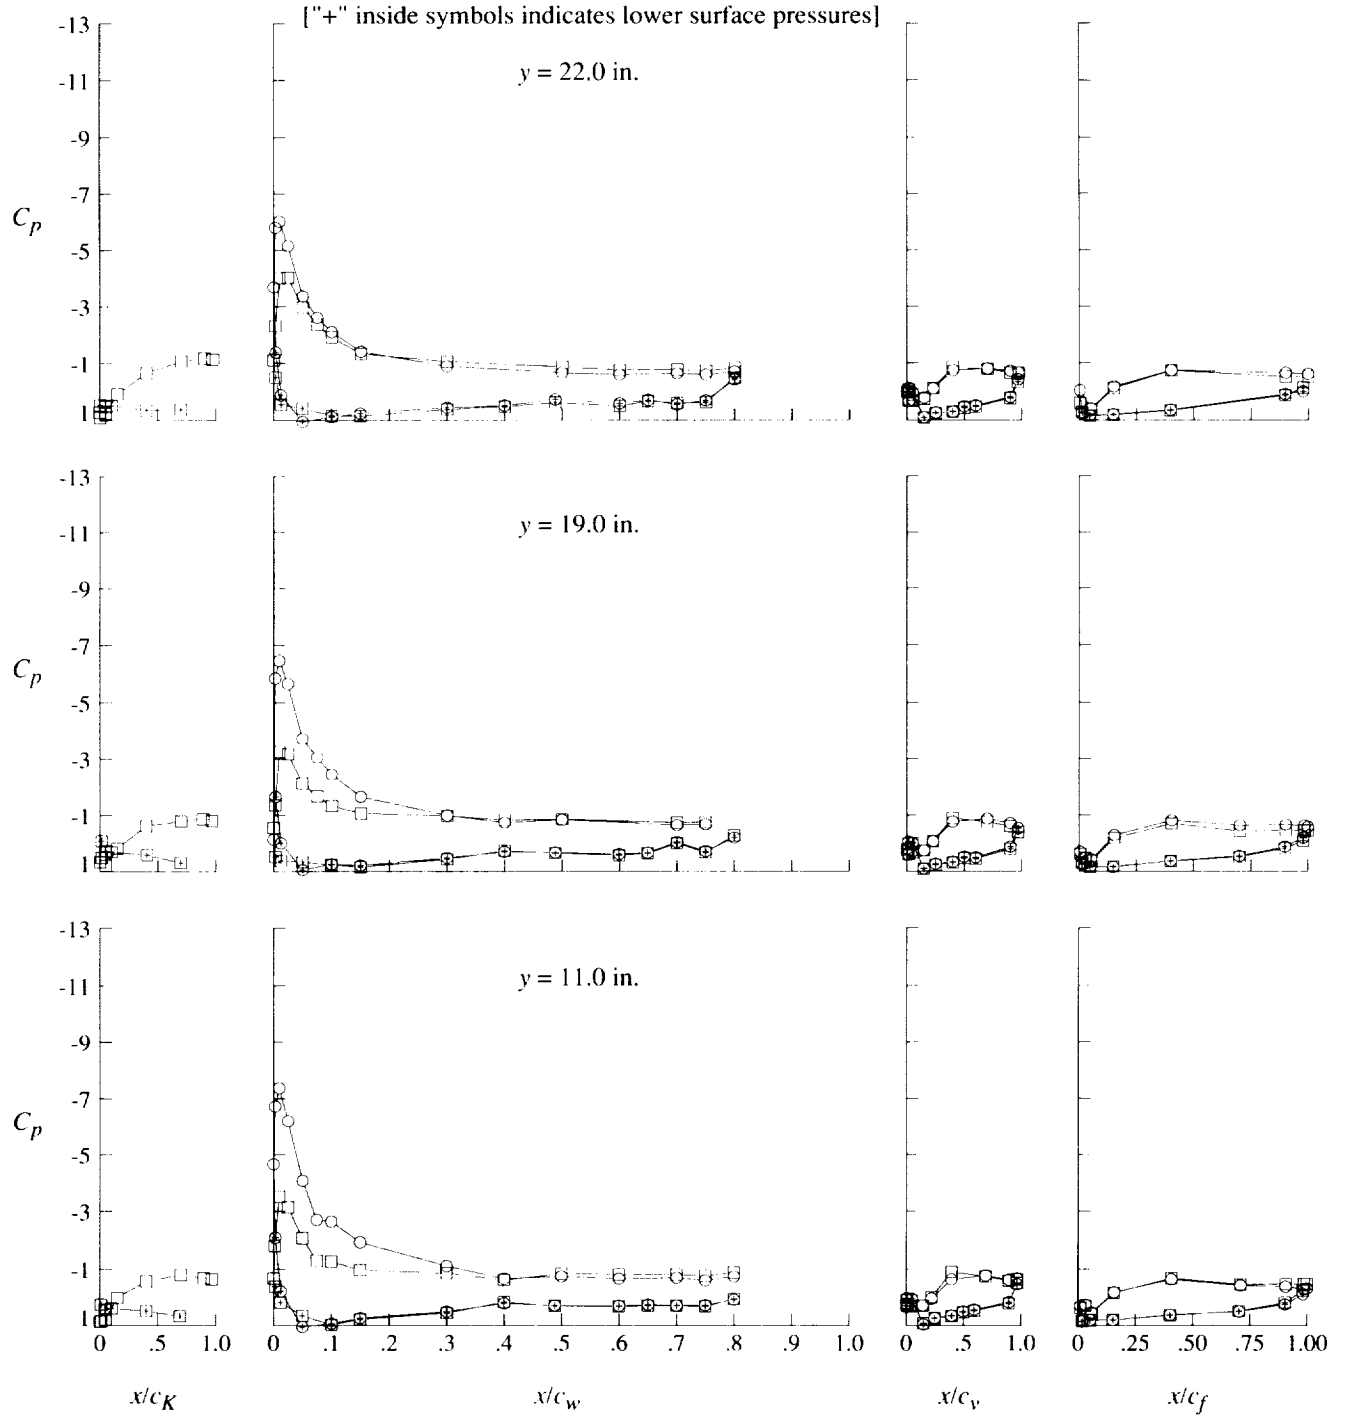 ["+" inside symbols indicates lower surface pressures]
-13
-11
y = 22.0 in.
-9
-7
Cp
-5
-3
-1
1
-13
-11
y = 19.0 in.
-9
-7
Cp
-5
-3
-1
1
-13
-11
y = 11.0 in.
-9
-7
Cp
-5
-3
-1
1
0 .5 1.0 0 .1 .2 .3 .4 .5 .6 .7 .8 .9 1.0 0 .5 1.0 0 .25 .50 .75 1.00
x/cK x/cw x/cv x/cf